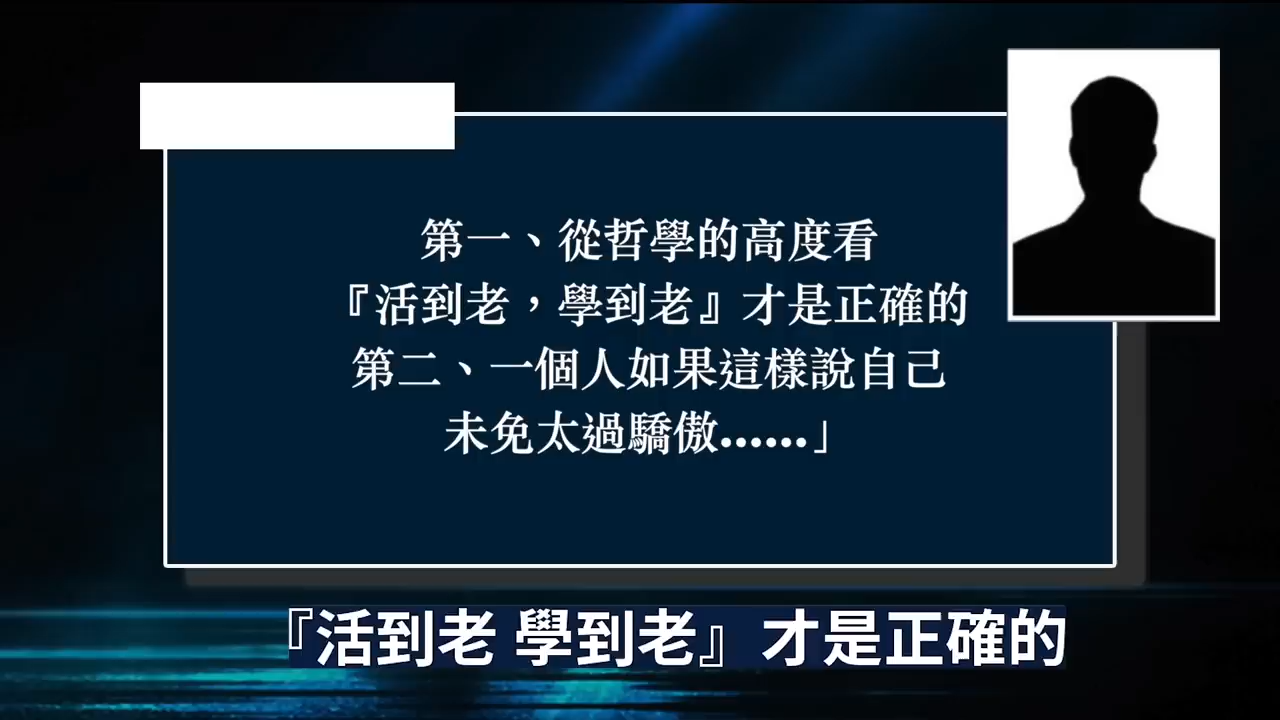 第一、從哲學的高度看
『活到老，學到老』才是正確的
第二、一個人如果這樣說自己
未免太過驕傲……」
『活到老 學到老』 才是正確的